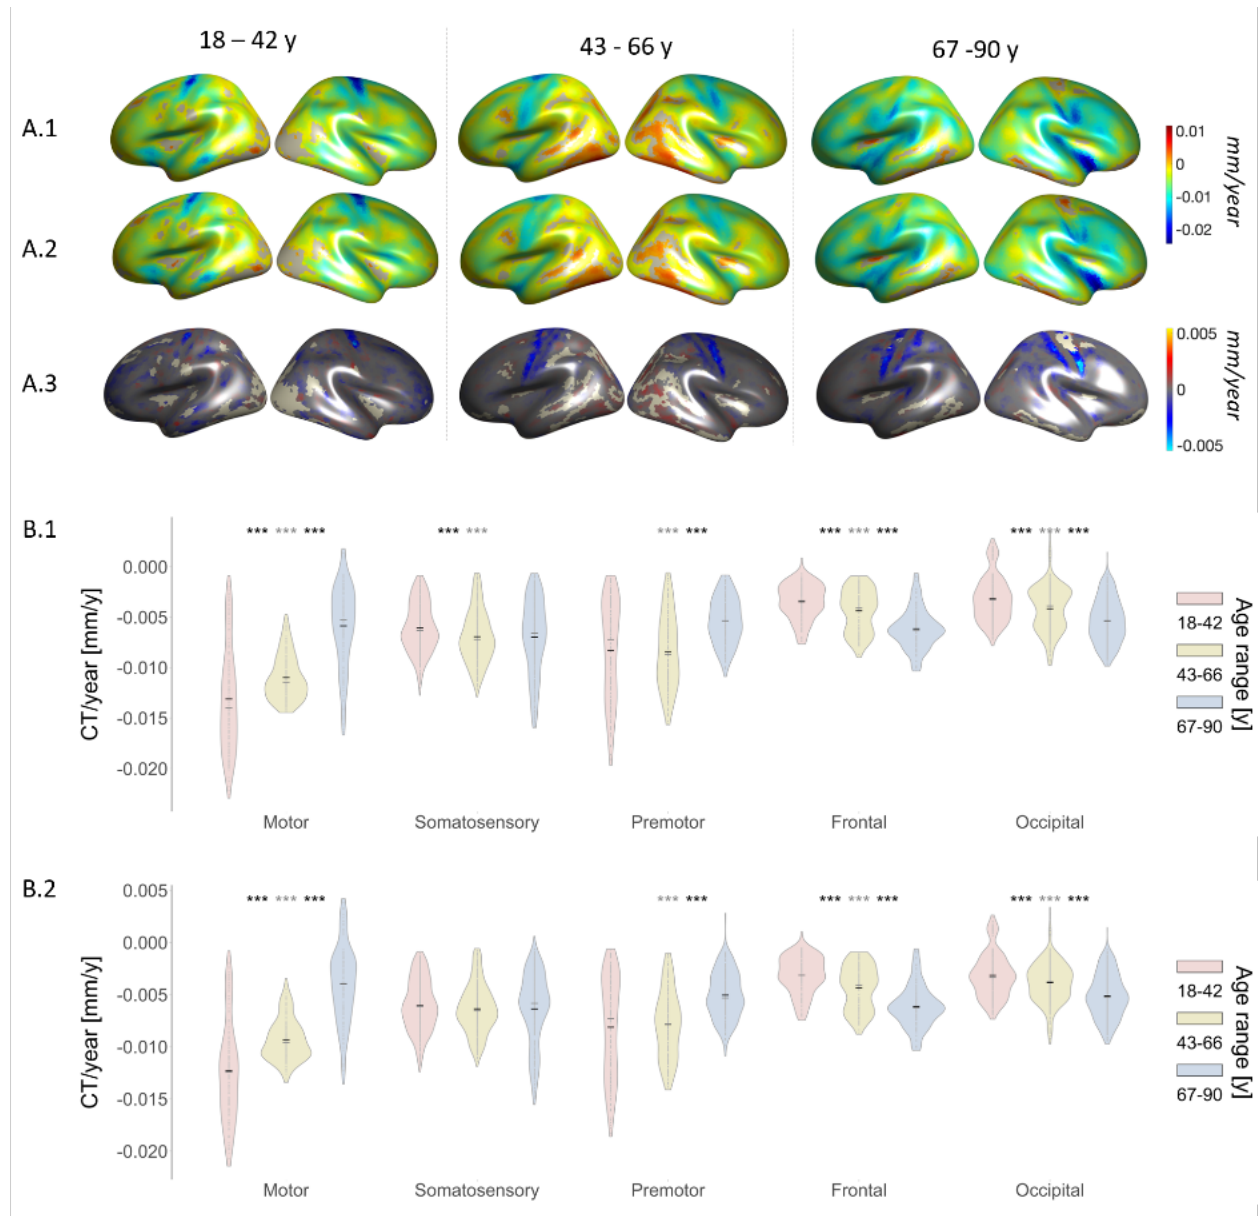 18 – 42 y
43 - 66 y
67 -90 y
A.1
0.01
0
-0.01
-0.02
mm/year
A.2
A.3
0.005
0
-0.005
mm/year
B.1
*** *** ***
*** ***
*** ***
*** *** ***
*** *** ***
0.000
-0.005
-0.010
-0.015
-0.020
CT/year [mm/y]
Motor
Somatosensory
Premotor
Frontal
Occipital
Age range [y]
18-42
43-66
67-90
B.2
*** *** ***
*** ***
*** *** ***
*** *** ***
0.005
0.000
-0.005
-0.010
-0.015
-0.020
CT/year [mm/y]
Motor
Somatosensory
Premotor
Frontal
Occipital
Age range [y]
18-42
43-66
67-90